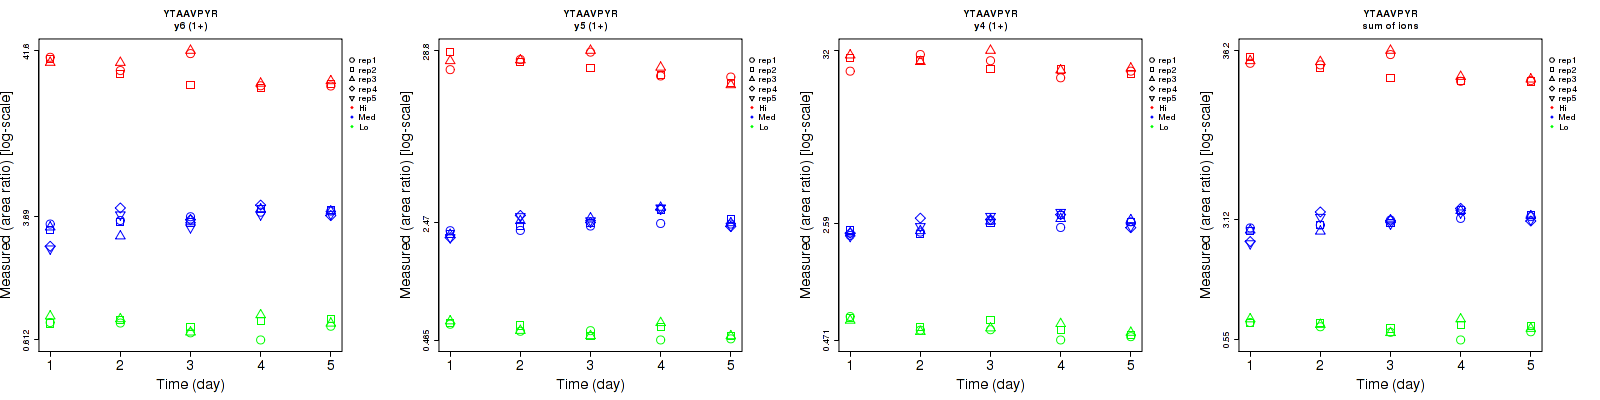 YTAAVPYR
y6 (1+)
Measured (area ratio) [log-scale]
41.6
3.69
0.612
1 2 3 4 5
Time (day)
rep1
rep2
rep3
rep4
rep5
Hi
Med
Lo
YTAAVPYR
y5 (1+)
Measured (area ratio) [log-scale]
28.8
2.47
0.465
1 2 3 4 5
Time (day)
rep1
rep2
rep3
rep4
rep5
Hi
Med
Lo
YTAAVPYR
y4 (1+)
Measured (area ratio) [log-scale]
32
2.59
0.471
1 2 3 4 5
Time (day)
rep1
rep2
rep3
rep4
rep5
Hi
Med
Lo
YTAAVPYR
sum of ions
Measured (area ratio) [log-scale]
36.2
3.12
0.55
1 2 3 4 5
Time (day)
rep1
rep2
rep3
rep4
rep5
Hi
Med
Lo